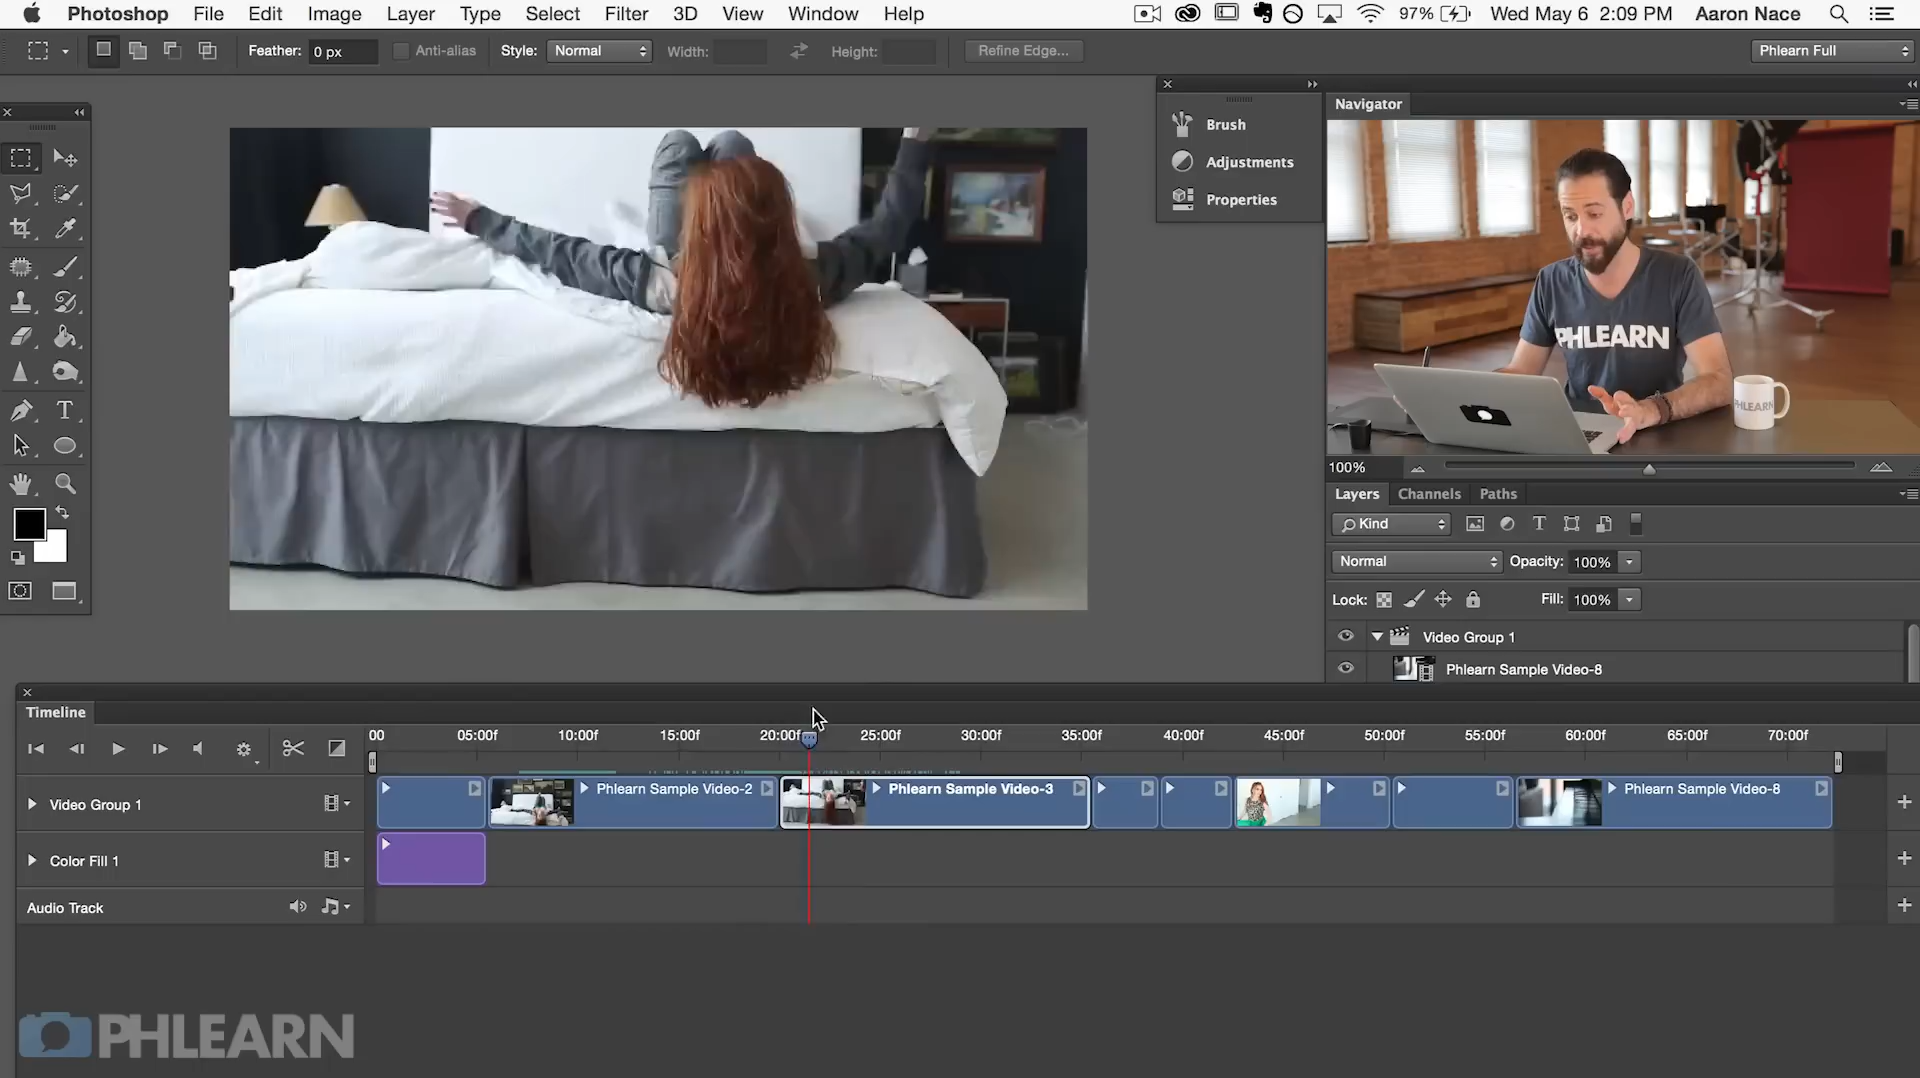 Photoshop File Edit Image Layer Type Select Filter 3D View Window Help 97% Wed May 6 2:09 PM Aaron Nace
Feather: 0 px Anti-alias Style: Normal Width: Height: Refine Edge... Phlearn Full
Brush
Adjustments
Properties
Navigator
PHLEARN
PHLEARN
100%
Layers Channels Paths
Kind
Normal Opacity: 100%
Lock: Fill: 100%
Video Group 1
Phlearn Sample Video-8
Timeline
00 05:00f 10:00f 15:00f 20:00f 25:00f 30:00f 35:00f 40:00f 45:00f 50:00f 55:00f 60:00f 65:00f 70:00f
Video Group 1 Phlearn Sample Video-2 Phlearn Sample Video-3 Phlearn Sample Video-8
Color Fill 1
Audio Track
PHLEARN